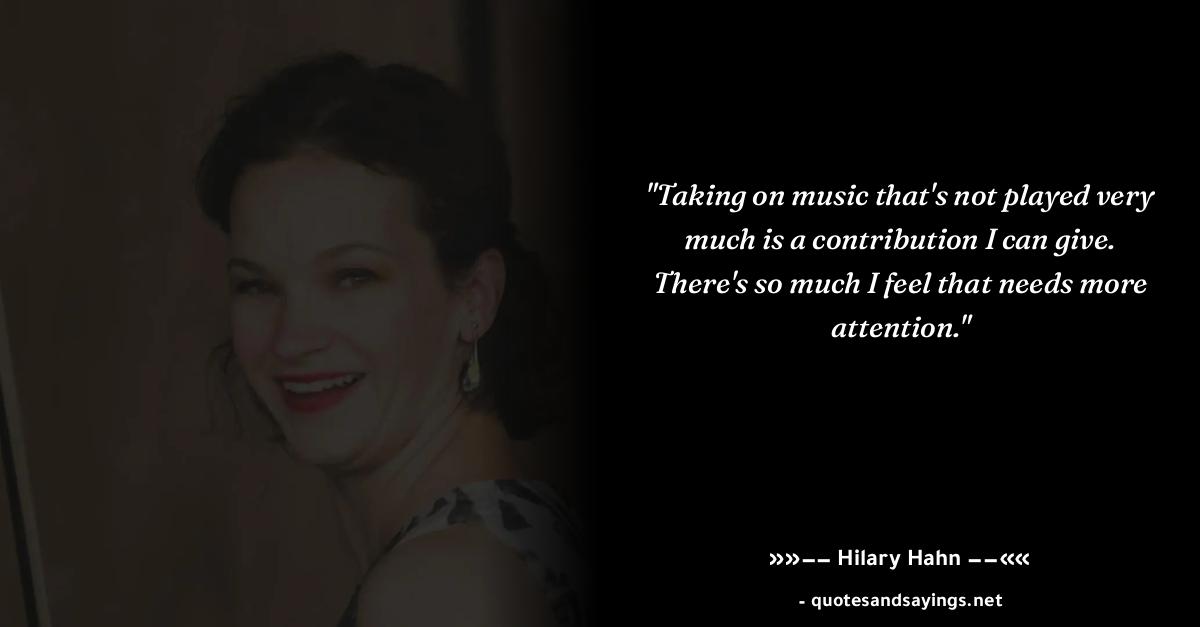 "Taking on music that's not played very
much is a contribution I can give.
There's so much I feel that needs more
attention."
»»−− Hilary Hahn −−««
- quotesandsayings.net